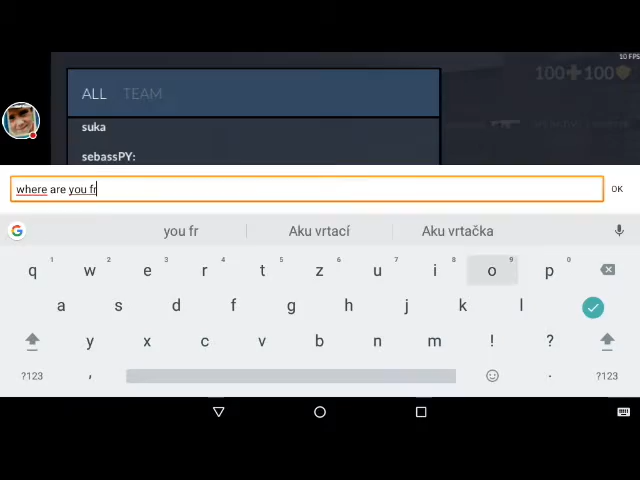 10 FPS
100 100
ALL TEAM
suka
sebassPY:
where are you fr
OK
you fr Aku vrtací Aku vrtačka
1 2 3 4 5 6 7 8 9 0
q w e r t z u i o p
a s d f g h j k l
y x c v b n m ! ?
?123 , . ?123